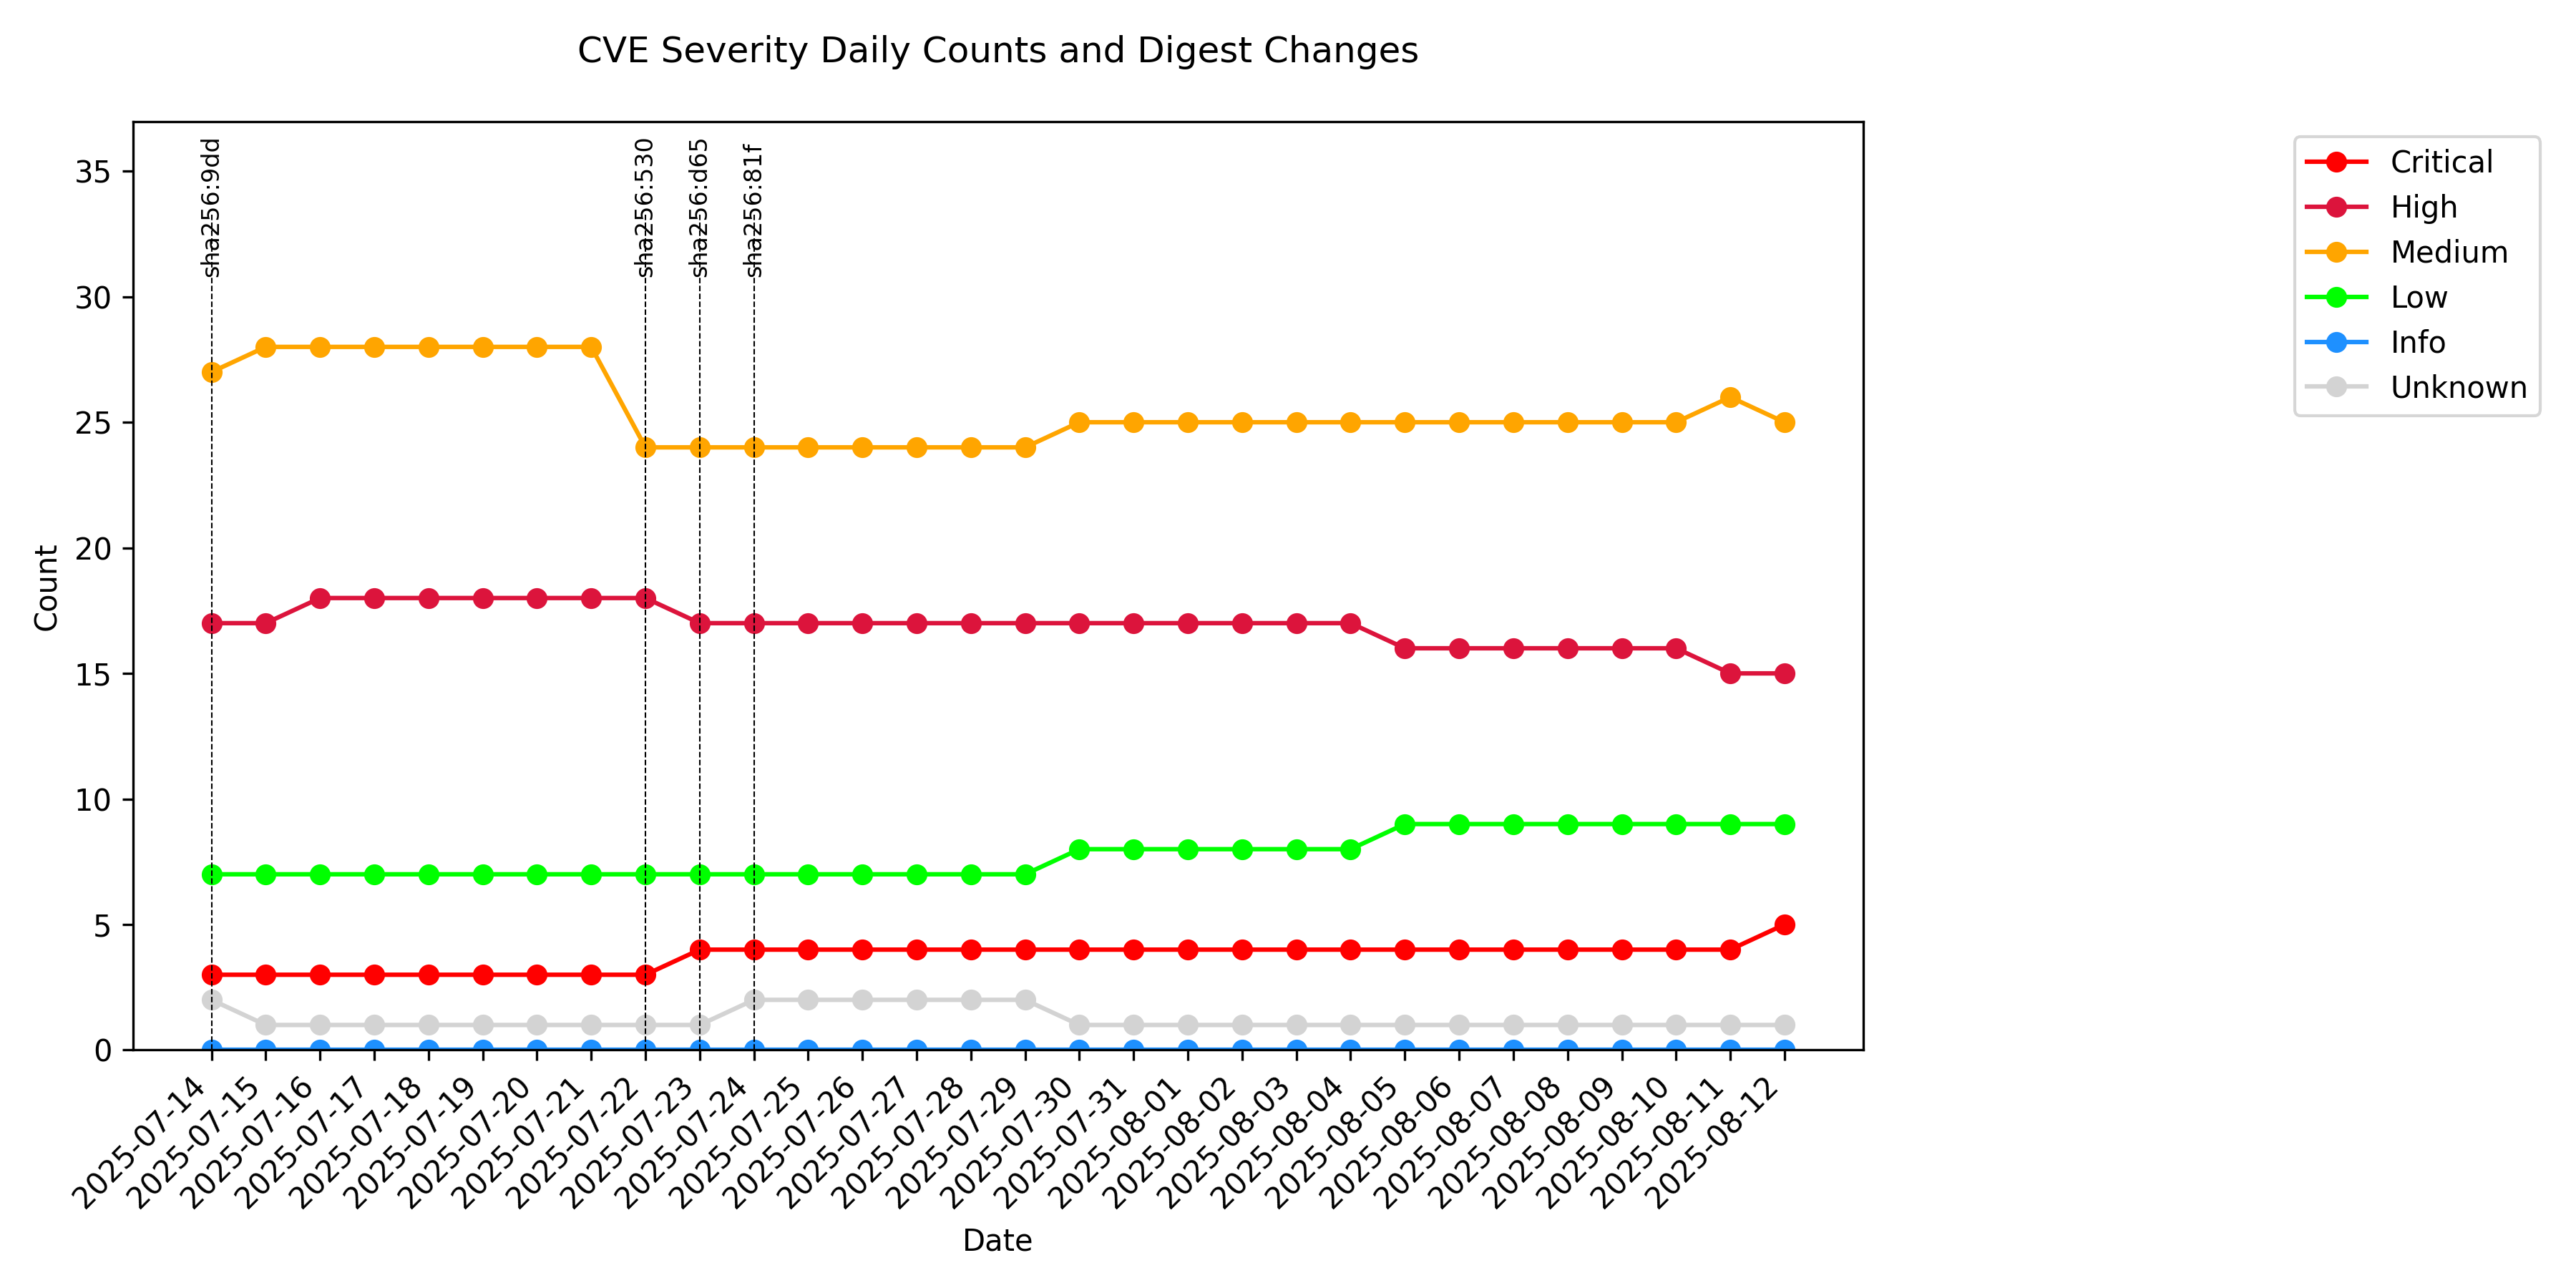 CVE Severity Daily Counts and Digest Changes
sha256:9dd
sha256:530
sha256:d65
sha256:81f
Critical
High
Medium
Low
Info
Unknown
Count
35
30
25
20
15
10
5
0
2025-07-14
2025-07-15
2025-07-16
2025-07-17
2025-07-18
2025-07-19
2025-07-20
2025-07-21
2025-07-22
2025-07-23
2025-07-24
2025-07-25
2025-07-26
2025-07-27
2025-07-28
2025-07-29
2025-07-30
2025-07-31
2025-08-01
2025-08-02
2025-08-03
2025-08-04
2025-08-05
2025-08-06
2025-08-07
2025-08-08
2025-08-09
2025-08-10
2025-08-11
2025-08-12
Date